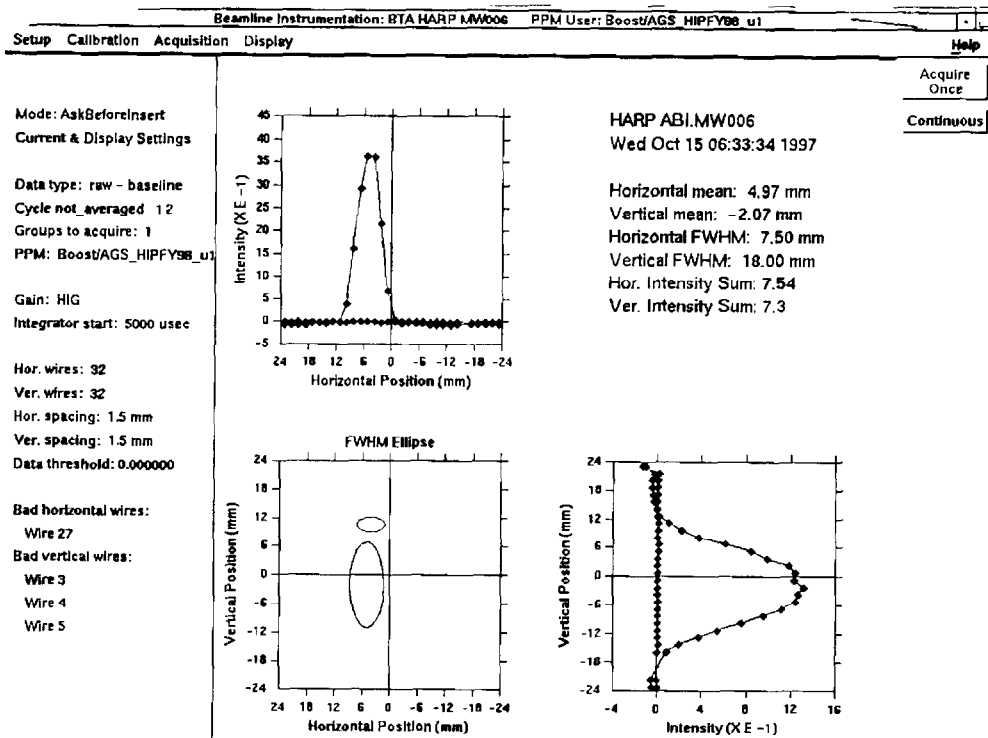 Beamline Instrumentation: BTA HARP MW006 PPM User: Boost/AGS_HIPFY98_u1
Setup Calibration Acquisition Display Help
Acquire
Once
Continuous
Mode: AskBeforeInsert
Current & Display Settings
Data type: raw - baseline
Cycle not_averaged 1 2
Groups to acquire: 1
PPM: Boost/AGS_HIPFY98_u1
Gain: HIG
Integrator start: 5000 usec
Hor. wires: 32
Ver. wires: 32
Hor. spacing: 1.5 mm
Ver. spacing: 1.5 mm
Data threshold: 0.000000
Bad horizontal wires:
Wire 27
Bad vertical wires:
Wire 3
Wire 4
Wire 5
Intensity (X E -1)
45
40
35
30
25
20
15
10
5
0
-5
24 18 12 6 0 -6 -12 -18 -24
Horizontal Position (mm)
HARP ABI.MW006
Wed Oct 15 06:33:34 1997
Horizontal mean: 4.97 mm
Vertical mean: -2.07 mm
Horizontal FWHM: 7.50 mm
Vertical FWHM: 18.00 mm
Hor. Intensity Sum: 7.54
Ver. Intensity Sum: 7.3
FWHM Ellipse
Vertical Position (mm)
24
18
12
6
0
-6
-12
-18
-24
24 18 12 6 0 -6 -12 -18 -24
Horizontal Position (mm)
Vertical Position (mm)
24
18
12
6
0
-6
-12
-18
-24
-4 0 4 8 12 16
Intensity (X E -1)